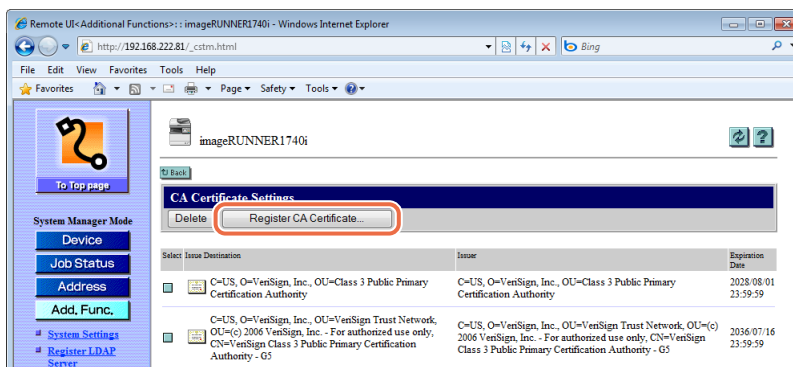 Remote UI<Additional Functions>: : imageRUNNER1740i - Windows Internet Explorer
http://192.168.222.81/_cstm.html
Bing
File Edit View Favorites Tools Help
Favorites Page Safety Tools
imageRUNNER1740i
Back
To Top page
CA Certificate Settings
Delete Register CA Certificate...
System Manager Mode
Device
Job Status
Address
Add. Func.
System Settings
Register LDAP
Server
Select Issue Destination Issuer Expiration
Date
C=US, O=VeriSign, Inc., OU=Class 3 Public Primary
Certification Authority
C=US, O=VeriSign, Inc., OU=Class 3 Public Primary
Certification Authority
2028/08/01
23:59:59
C=US, O=VeriSign, Inc., OU=VeriSign Trust Network,
OU=(c) 2006 VeriSign, Inc. - For authorized use only,
CN=VeriSign Class 3 Public Primary Certification
Authority - G5
C=US, O=VeriSign, Inc., OU=VeriSign Trust Network, OU=(c)
2006 VeriSign, Inc. - For authorized use only, CN=VeriSign
Class 3 Public Primary Certification Authority - G5
2036/07/16
23:59:59